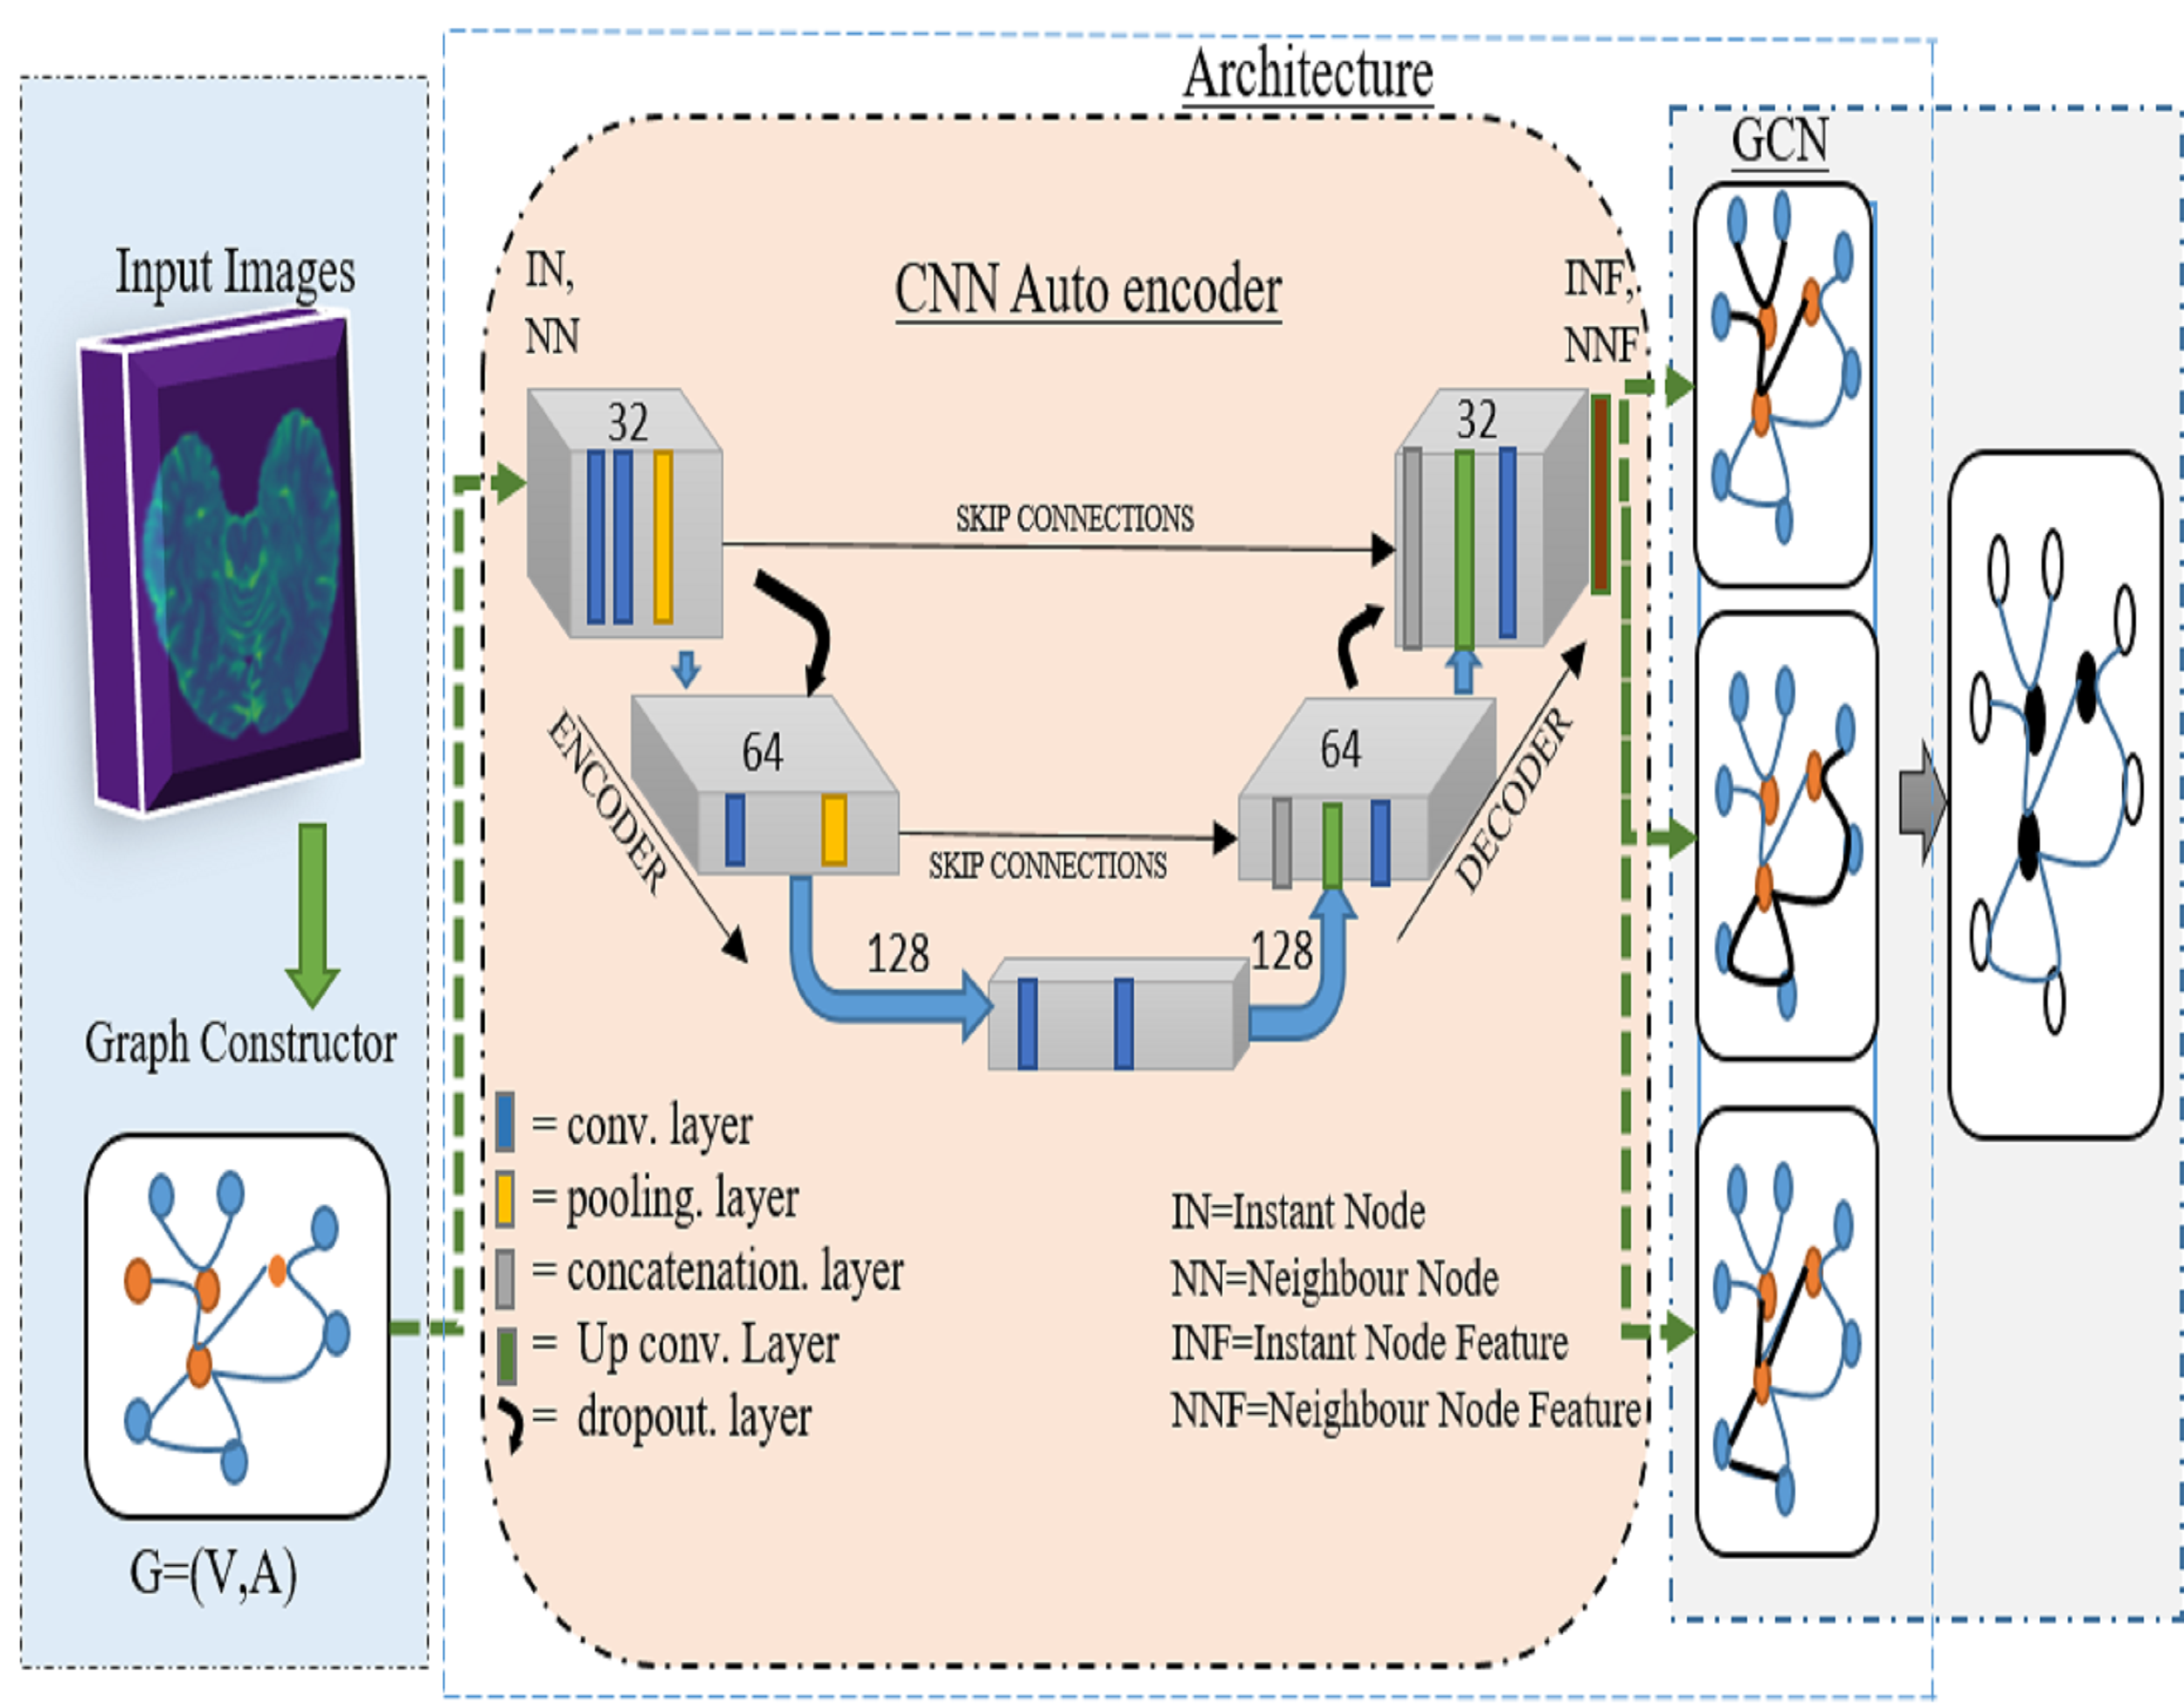 Architecture
GCN
Input Images
IN,
NN
CNN Auto encoder
INF,
NNF
32
32
SKIP CONNECTIONS
64
64
ENCODER
DECODER
SKIP CONNECTIONS
128
128
Graph Constructor
= conv. layer
= pooling. layer
= concatenation. layer
= Up conv. Layer
= dropout. layer
IN=Instant Node
NN=Neighbour Node
INF=Instant Node Feature
NNF=Neighbour Node Feature
G=(V,A)